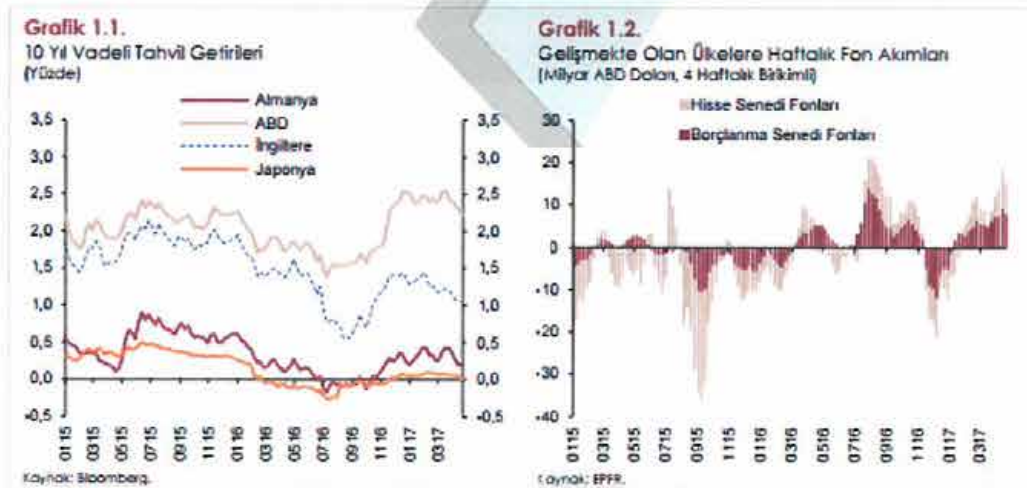 Grafik 1.1.
10 Yıl Vadeli Tahvil Getirileri
(Yüzde)
Almanya
ABD
İngiltere
Japonya
3,5 3,5
3,0 3,0
2,5 2,5
2,0 2,0
1,5 1,5
1,0 1,0
0,5 0,5
0,0 0,0
-0,5 -0,5
0115 0315 0515 0715 0915 1115 0116 0316 0516 0716 0916 1116 0117 0317
Kaynak: Bloomberg.
Grafik 1.2.
Gelişmekte Olan Ülkelere Haftalık Fon Akımları
(Milyar ABD Doları, 4 Haftalık Birikimli)
Hisse Senedi Fonları
Borçlanma Senedi Fonları
30
20
10
0
-10
-20
-30
-40
0115 0315 0515 0715 0915 1115 0116 0316 0516 0716 0916 1116 0117 0317
Kaynak: EPFR.